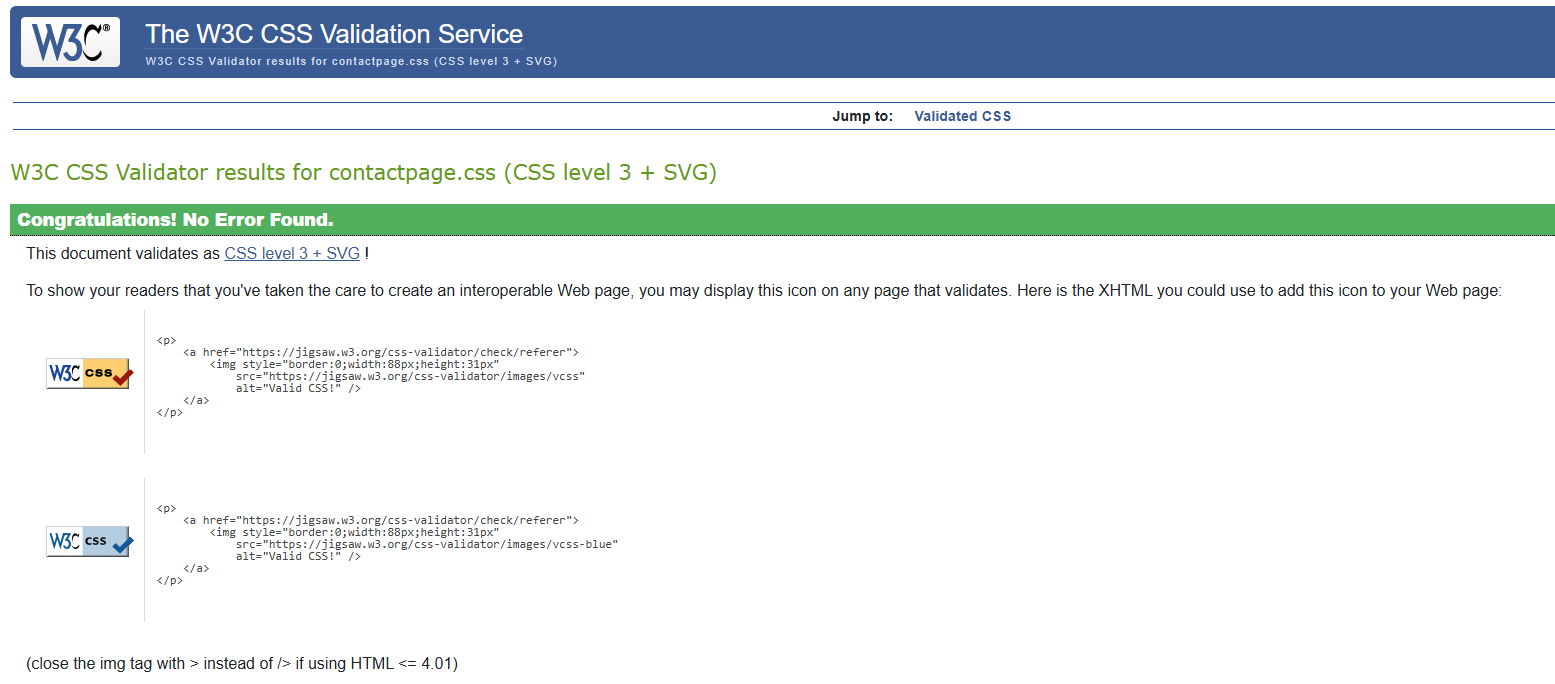 W3C®
The W3C CSS Validation Service
W3C CSS Validator results for contactpage.css (CSS level 3 + SVG)
Jump to: Validated CSS
W3C CSS Validator results for contactpage.css (CSS level 3 + SVG)
Congratulations! No Error Found.
This document validates as CSS level 3 + SVG !
To show your readers that you've taken the care to create an interoperable Web page, you may display this icon on any page that validates. Here is the XHTML you could use to add this icon to your Web page:
W3C css
<p>
    <a href="https://jigsaw.w3.org/css-validator/check/referer">
        <img style="border:0;width:88px;height:31px"
            src="https://jigsaw.w3.org/css-validator/images/vcss"
            alt="Valid CSS!" />
    </a>
</p>
W3C css
<p>
    <a href="https://jigsaw.w3.org/css-validator/check/referer">
        <img style="border:0;width:88px;height:31px"
            src="https://jigsaw.w3.org/css-validator/images/vcss-blue"
            alt="Valid CSS!" />
    </a>
</p>
(close the img tag with > instead of /> if using HTML <= 4.01)